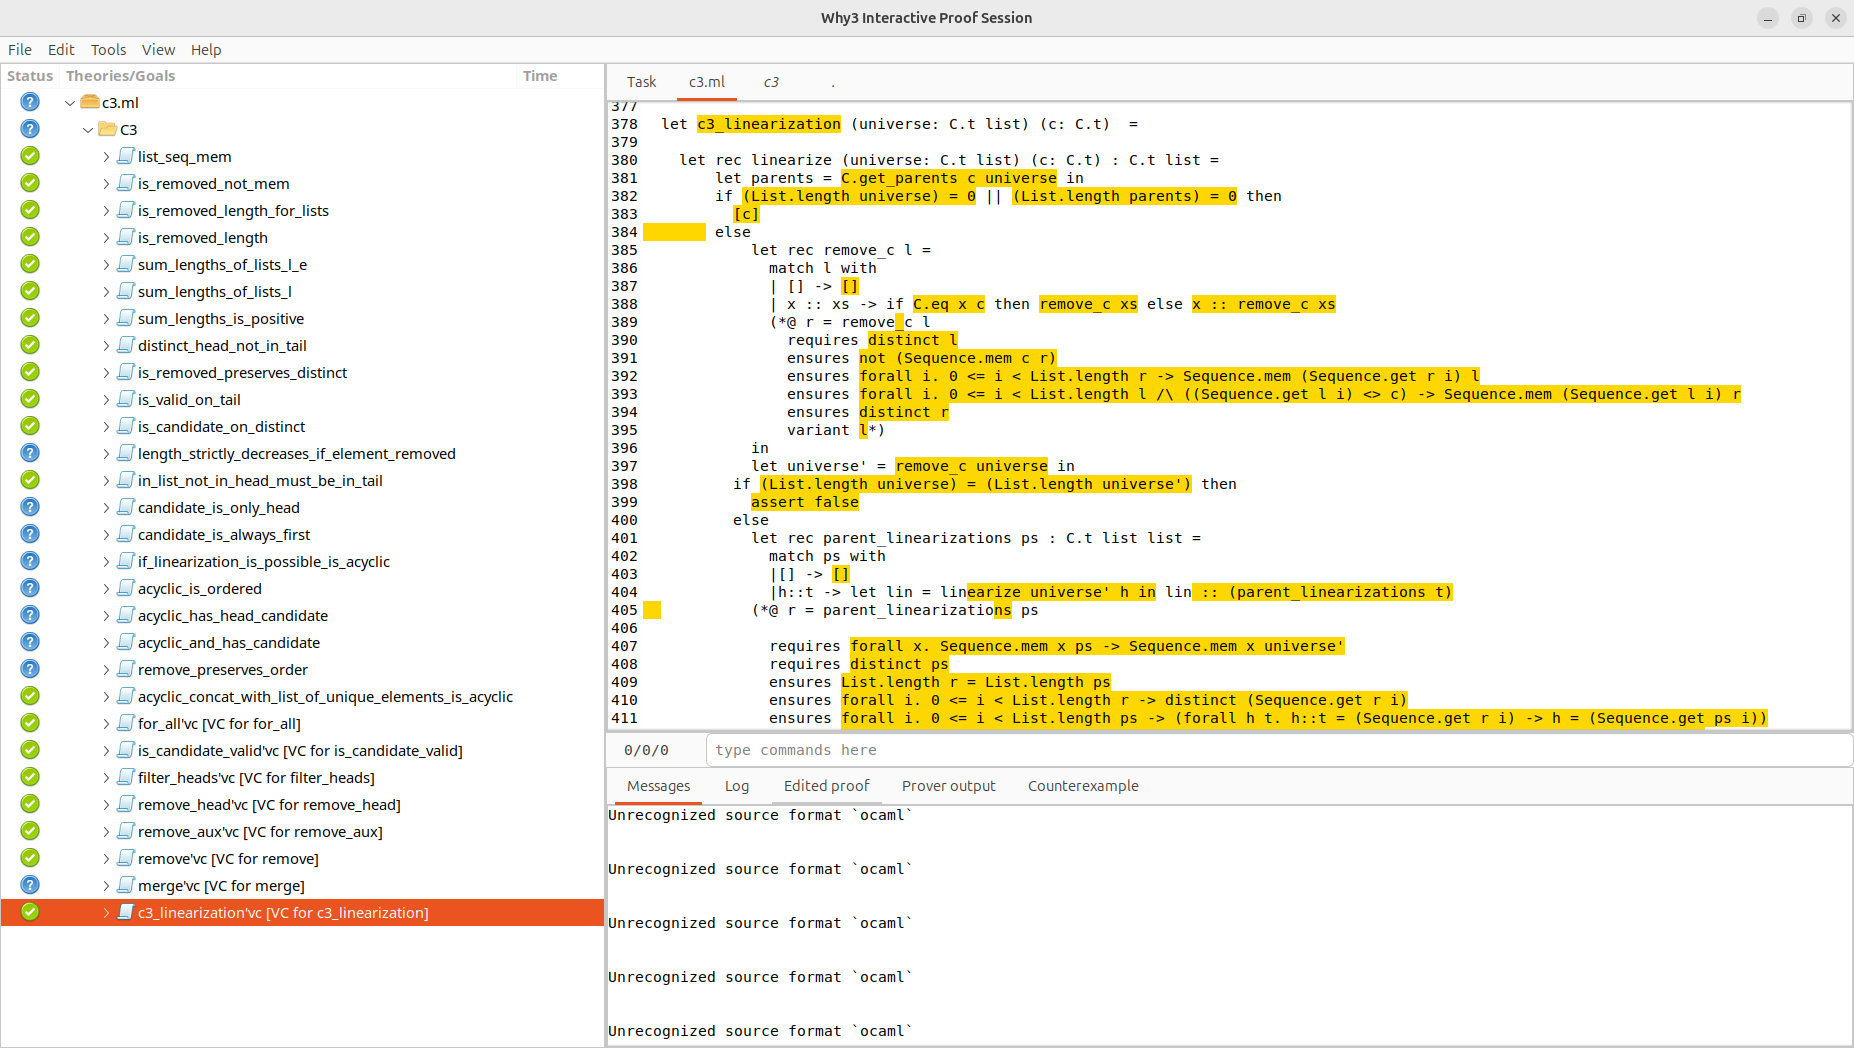 Why3 Interactive Proof Session
File Edit Tools View Help
Status Theories/Goals Time
c3.ml
C3
list_seq_mem
is_removed_not_mem
is_removed_length_for_lists
is_removed_length
sum_lengths_of_lists_l_e
sum_lengths_of_lists_l
sum_lengths_is_positive
distinct_head_not_in_tail
is_removed_preserves_distinct
is_valid_on_tail
is_candidate_on_distinct
length_strictly_decreases_if_element_removed
in_list_not_in_head_must_be_in_tail
candidate_is_only_head
candidate_is_always_first
if_linearization_is_possible_is_acyclic
acyclic_is_ordered
acyclic_has_head_candidate
acyclic_and_has_candidate
remove_preserves_order
acyclic_concat_with_list_of_unique_elements_is_acyclic
for_all'vc [VC for for_all]
is_candidate_valid'vc [VC for is_candidate_valid]
filter_heads'vc [VC for filter_heads]
remove_head'vc [VC for remove_head]
remove_aux'vc [VC for remove_aux]
remove'vc [VC for remove]
merge'vc [VC for merge]
c3_linearization'vc [VC for c3_linearization]
Task c3.ml c3 .
377
378 let c3_linearization (universe: C.t list) (c: C.t)  =
379
380 let rec linearize (universe: C.t list) (c: C.t) : C.t list =
381 let parents = C.get_parents c universe in
382 if (List.length universe) = 0 || (List.length parents) = 0 then
383 [c]
384 else
385 let rec remove_c l =
386 match l with
387 | [] -> []
388 | x :: xs -> if C.eq x c then remove_c xs else x :: remove_c xs
389 (*@ r = remove_c l
390 requires distinct l
391 ensures not (Sequence.mem c r)
392 ensures forall i. 0 <= i < List.length r -> Sequence.mem (Sequence.get r i) l
393 ensures forall i. 0 <= i < List.length l /\ ((Sequence.get l i) <> c) -> Sequence.mem (Sequence.get l i) r
394 ensures distinct r
395 variant l*)
396 in
397 let universe' = remove_c universe in
398 if (List.length universe) = (List.length universe') then
399 assert false
400 else
401 let rec parent_linearizations ps : C.t list list =
402 match ps with
403 |[] -> []
404 |h::t -> let lin = linearize universe' h in lin :: (parent_linearizations t)
405 (*@ r = parent_linearizations ps
406
407 requires forall x. Sequence.mem x ps -> Sequence.mem x universe'
408 requires distinct ps
409 ensures List.length r = List.length ps
410 ensures forall i. 0 <= i < List.length r -> distinct (Sequence.get r i)
411 ensures forall i. 0 <= i < List.length ps -> (forall h t. h::t = (Sequence.get r i) -> h = (Sequence.get ps i))
0/0/0 type commands here
Messages Log Edited proof Prover output Counterexample
Unrecognized source format `ocaml`
Unrecognized source format `ocaml`
Unrecognized source format `ocaml`
Unrecognized source format `ocaml`
Unrecognized source format `ocaml`